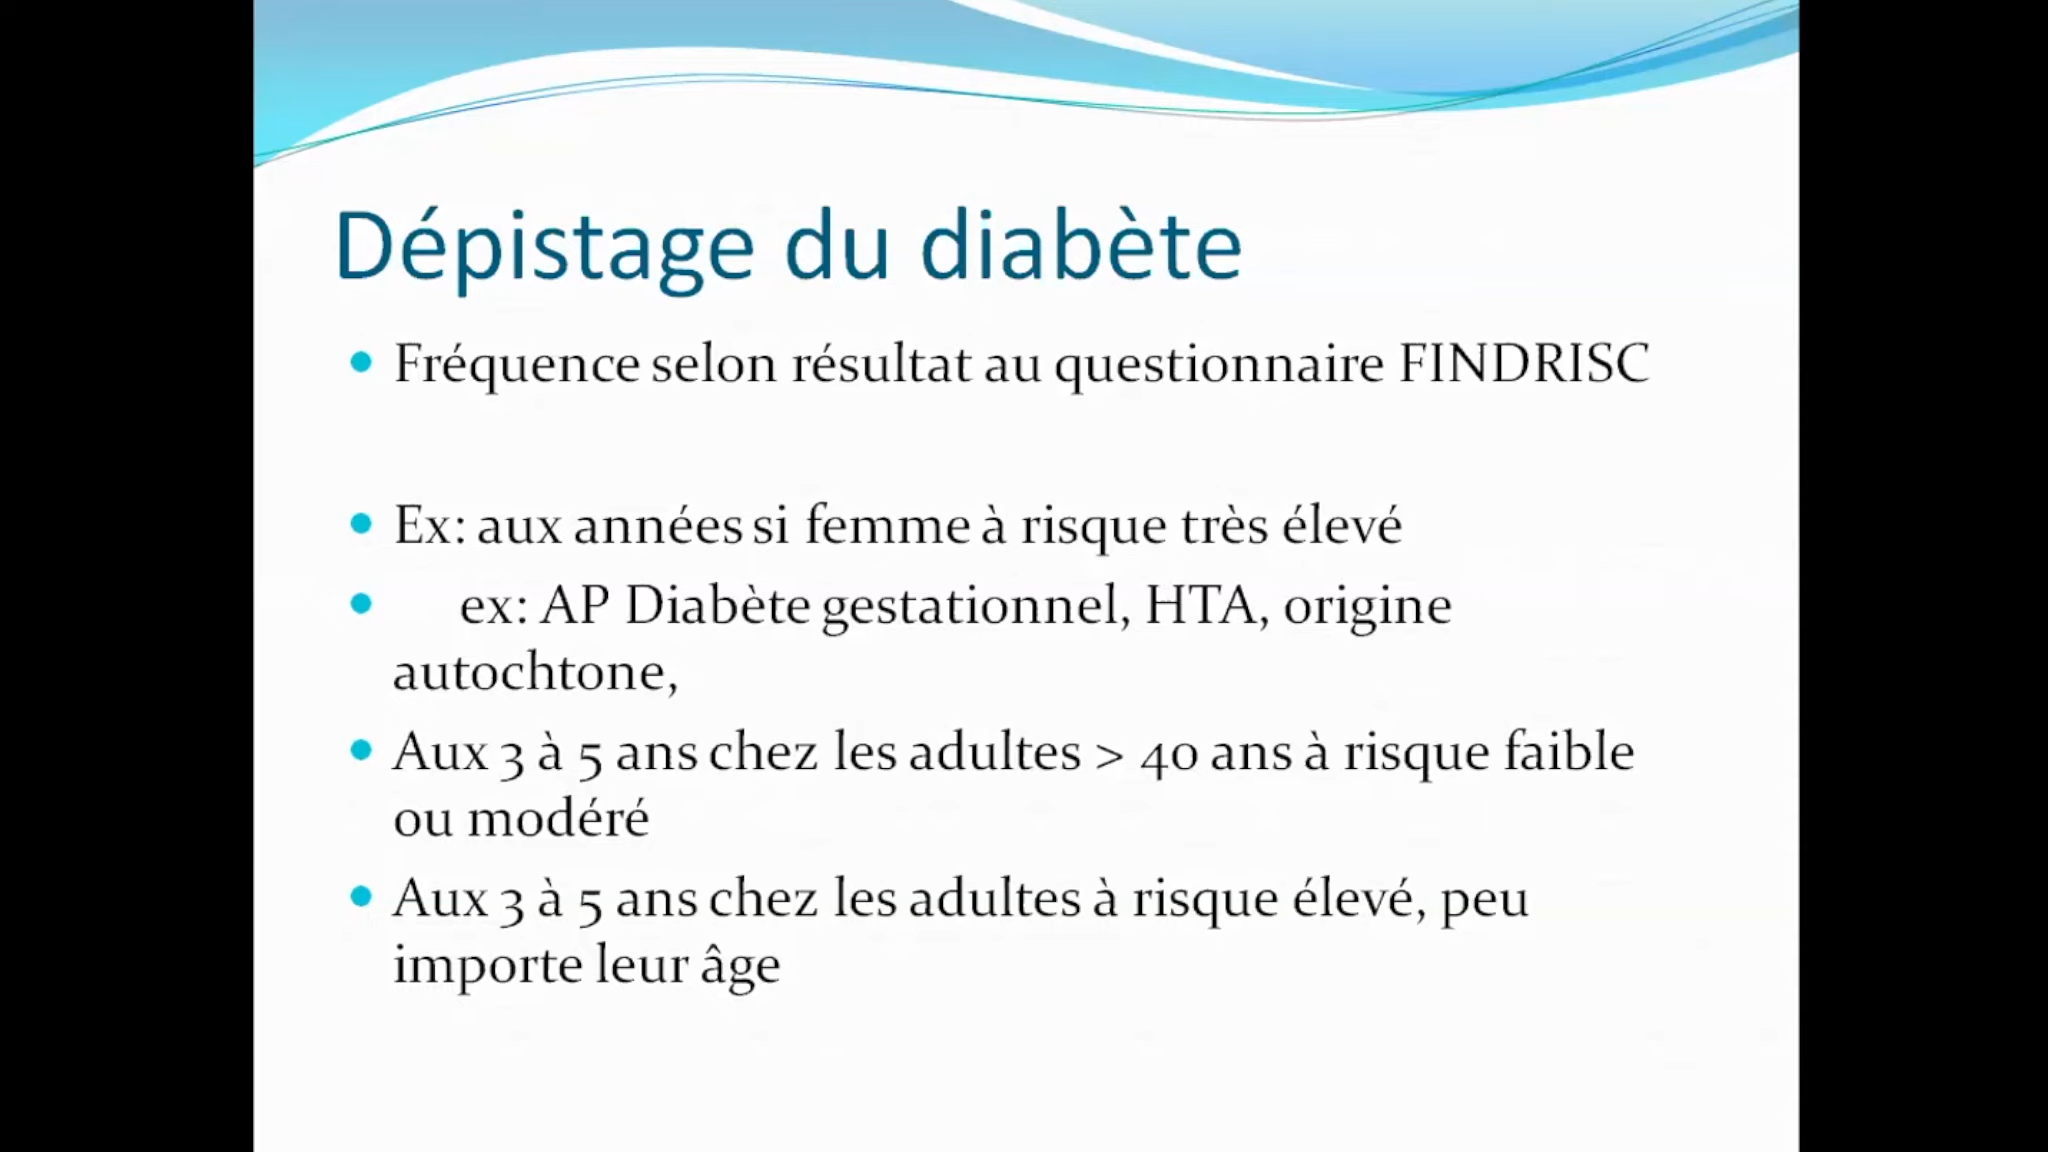 Dépistage du diabète
Fréquence selon résultat au questionnaire FINDRISC
Ex: aux années si femme à risque très élevé
ex: AP Diabète gestationnel, HTA, origine
autochtone,
Aux 3 à 5 ans chez les adultes > 40 ans à risque faible
ou modéré
Aux 3 à 5 ans chez les adultes à risque élevé, peu
importe leur âge